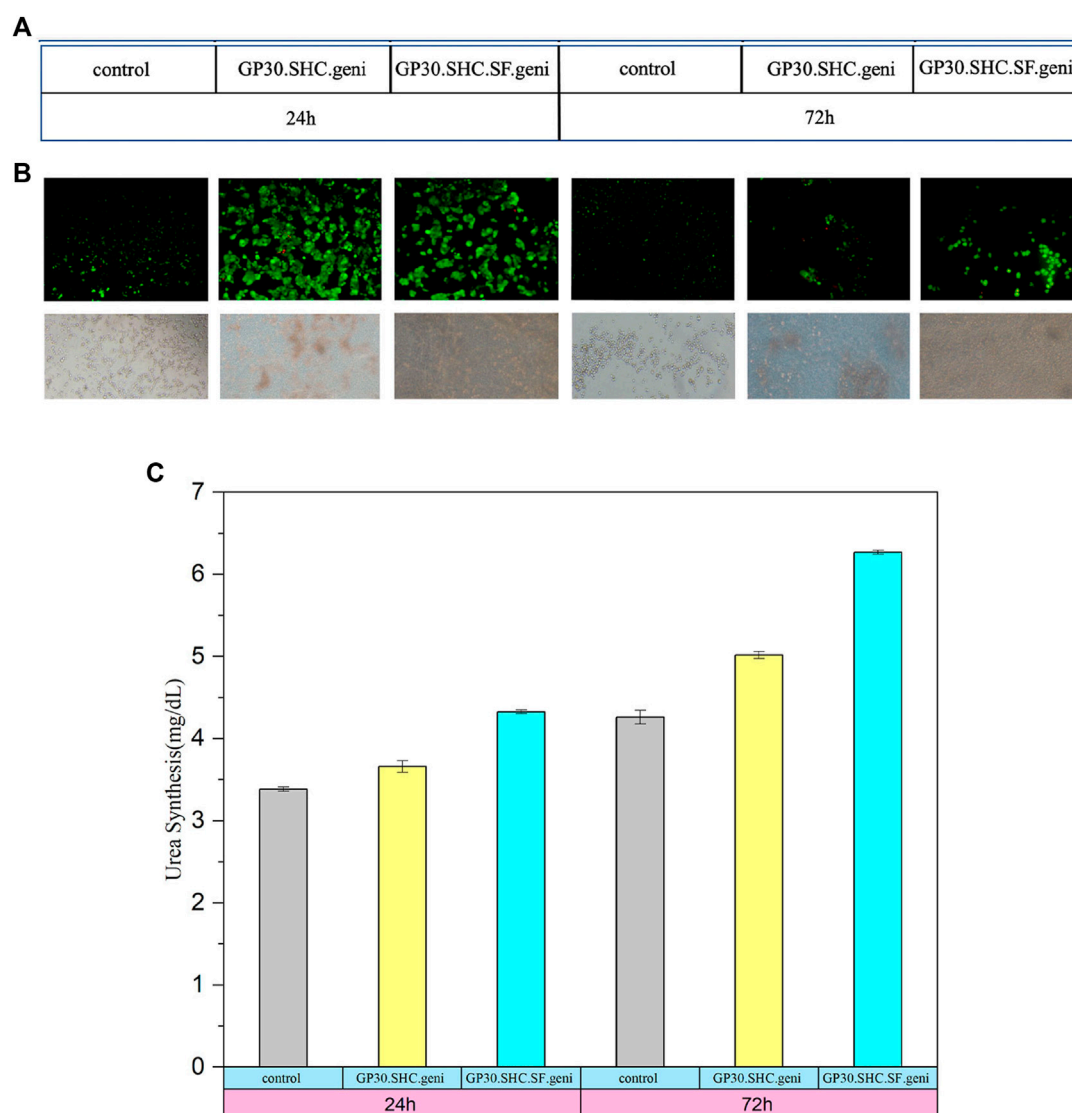 A
control GP30.SHC.geni GP30.SHC.SF.geni control GP30.SHC.geni GP30.SHC.SF.geni
24h 72h
B
C
Urea Synthesis(mg/dL)
7
6
5
4
3
2
1
0
control GP30.SHC.geni GP30.SHC.SF.geni control GP30.SHC.geni GP30.SHC.SF.geni
24h 72h